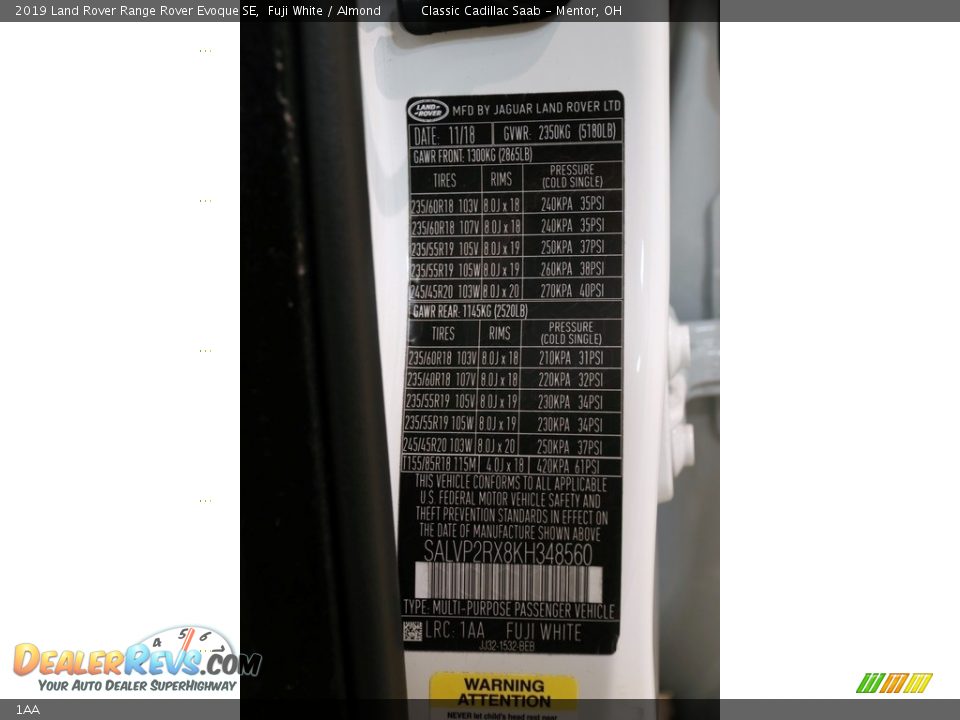 2019 Land Rover Range Rover Evoque SE,  Fuji White / Almond    Classic Cadillac Saab - Mentor, OH
LAND-ROVER MFD BY JAGUAR LAND ROVER LTD
DATE: 11/18 GVWR: 2350KG (5180LB)
GAWR FRONT: 1300KG (2865LB)
TIRES RIMS PRESSURE (COLD SINGLE)
235/60R18 103V 8.0J x 18 240KPA 35PSI
235/60R18 107V 8.0J x 18 240KPA 35PSI
235/55R19 105V 8.0J x 19 250KPA 37PSI
235/55R19 105W 8.0J x 19 260KPA 38PSI
245/45R20 103W 8.0J x 20 270KPA 40PSI
GAWR REAR: 1145KG (2520LB)
TIRES RIMS PRESSURE (COLD SINGLE)
235/60R18 103V 8.0J x 18 210KPA 31PSI
235/60R18 107V 8.0J x 18 220KPA 32PSI
235/55R19 105V 8.0J x 19 230KPA 34PSI
235/55R19 105W 8.0J x 19 230KPA 34PSI
245/45R20 103W 8.0J x 20 250KPA 37PSI
T155/85R18 115M 4.0J x 18 420KPA 61PSI
THIS VEHICLE CONFORMS TO ALL APPLICABLE
U.S. FEDERAL MOTOR VEHICLE SAFETY AND
THEFT PREVENTION STANDARDS IN EFFECT ON
THE DATE OF MANUFACTURE SHOWN ABOVE
SALVP2RX8KH348560
TYPE: MULTI-PURPOSE PASSENGER VEHICLE
LRC: 1AA FUJI WHITE
JJ32-1532-BEB
WARNING
ATTENTION
NEVER let child's head rest near
4 5 6
DEALERREVS.COM
YOUR AUTO DEALER SUPERHIGHWAY
1AA